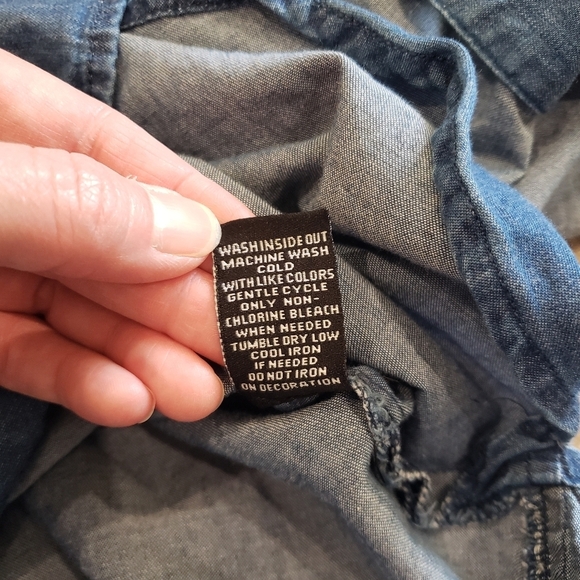 WASH INSIDE OUT
MACHINE WASH
COLD
WITH LIKE COLORS
GENTLE CYCLE
ONLY NON-
CHLORINE BLEACH
WHEN NEEDED
TUMBLE DRY LOW
COOL IRON
IF NEEDED
DO NOT IRON
ON DECORATION